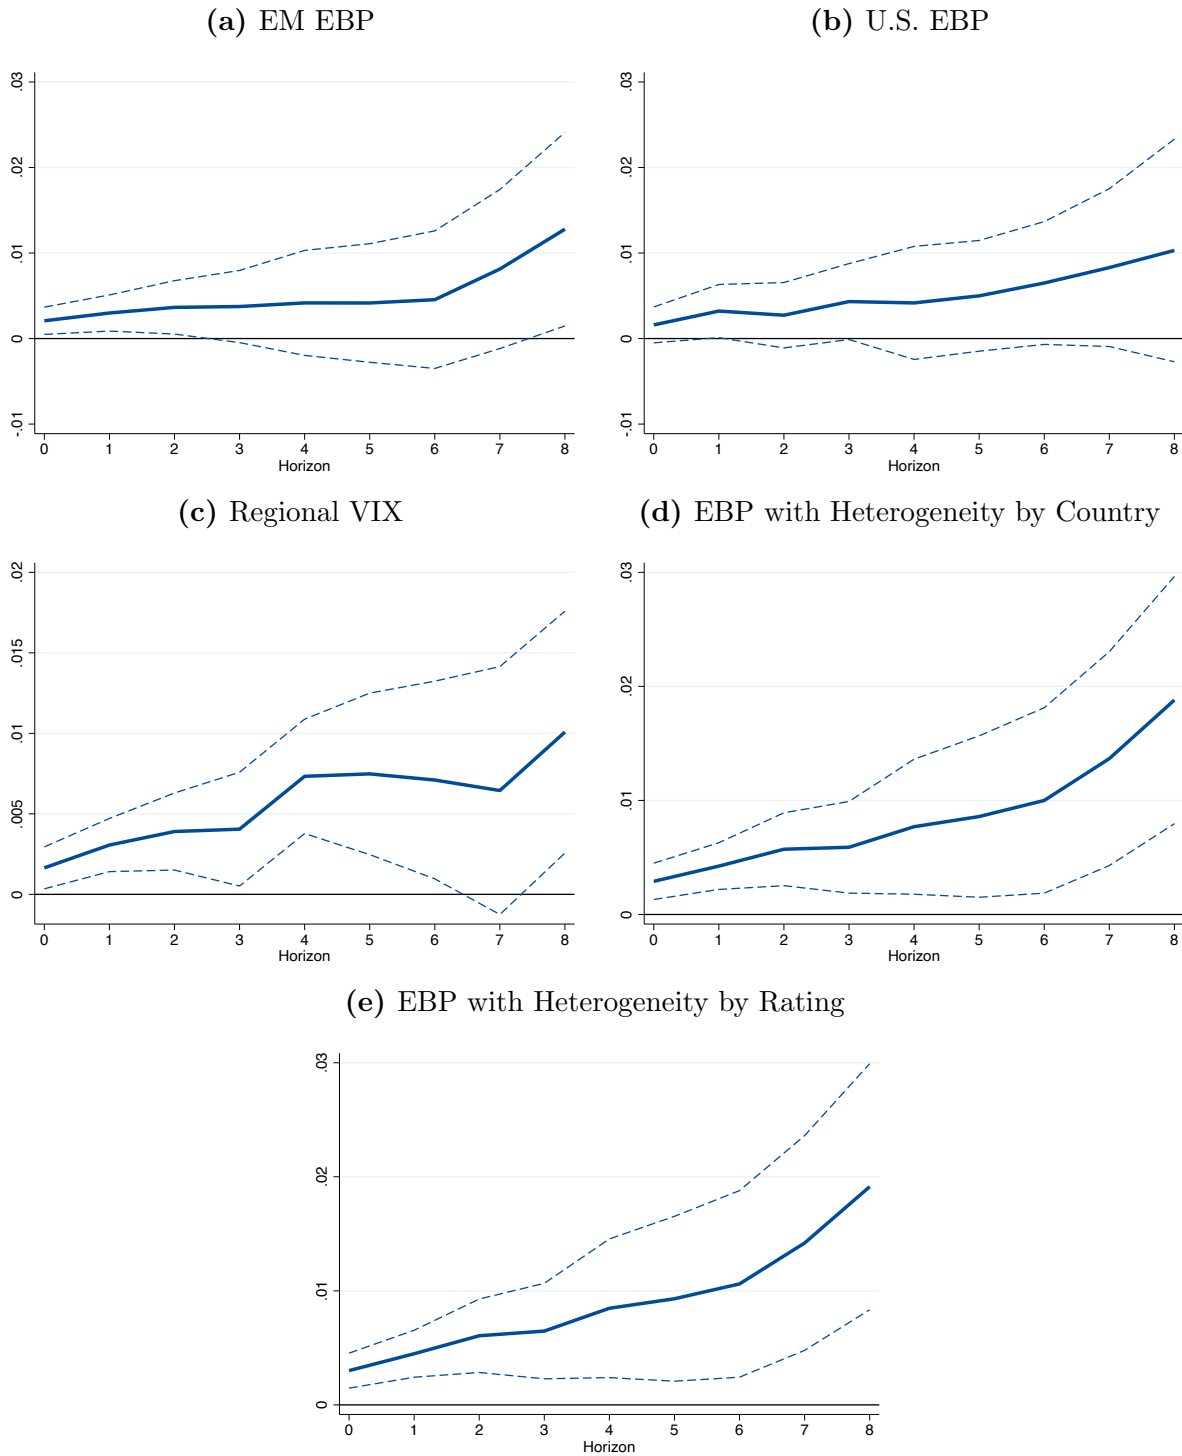 (a) EM EBP
.03
.02
.01
0
-.01
0 1 2 3 4 5 6 7 8
Horizon
(b) U.S. EBP
.03
.02
.01
0
-.01
0 1 2 3 4 5 6 7 8
Horizon
(c) Regional VIX
.02
.015
.01
.005
0
0 1 2 3 4 5 6 7 8
Horizon
(d) EBP with Heterogeneity by Country
.03
.02
.01
0
0 1 2 3 4 5 6 7 8
Horizon
(e) EBP with Heterogeneity by Rating
.03
.02
.01
0
0 1 2 3 4 5 6 7 8
Horizon